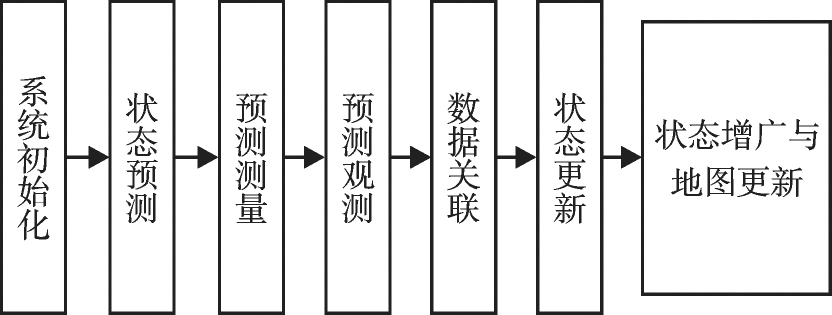 系统初始化
状态预测
预测测量
预测观测
数据关联
状态更新
状态增广与
地图更新